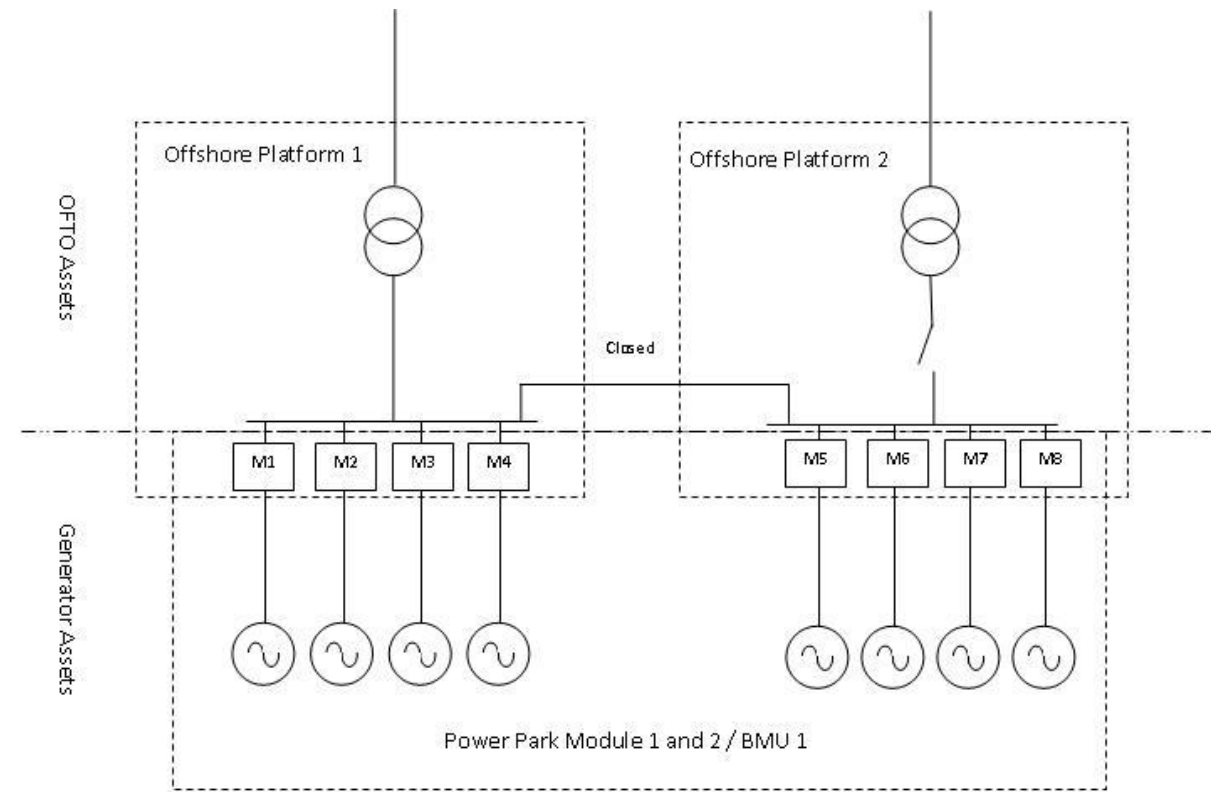 Offshore Platform 1
Offshore Platform 2
OFTO Assets
Closed
M1 M2 M3 M4 M5 M6 M7 M8
Generator Assets
Power Park Module 1 and 2 / BMU 1